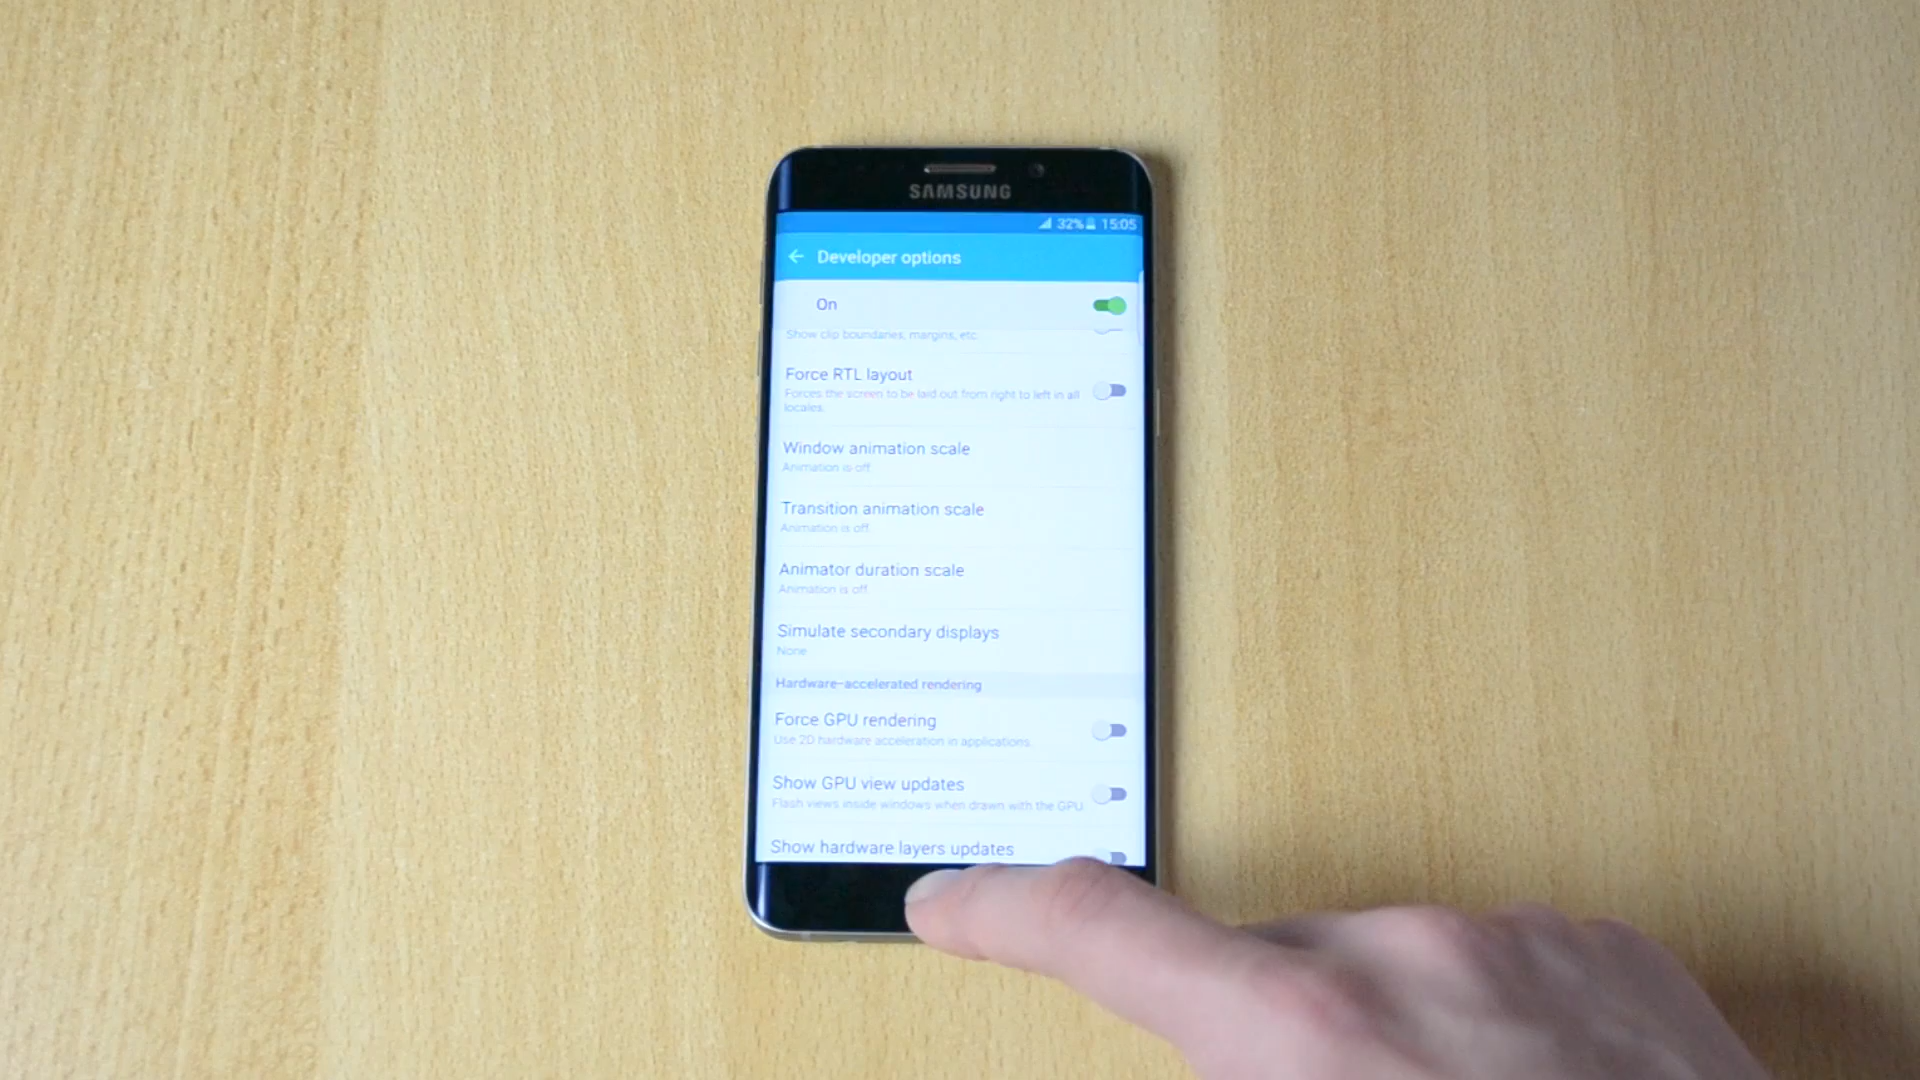 SAMSUNG
32% 15:05
Developer options
On
Show clip boundaries, margins, etc.
Force RTL layout
Forces the screen to be laid out from right to left in all
locales.
Window animation scale
Animation is off
Transition animation scale
Animation is off
Animator duration scale
Animation is off
Simulate secondary displays
None
Hardware-accelerated rendering
Force GPU rendering
Use 2D hardware acceleration in applications.
Show GPU view updates
Flash views inside windows when drawn with the GPU.
Show hardware layers updates